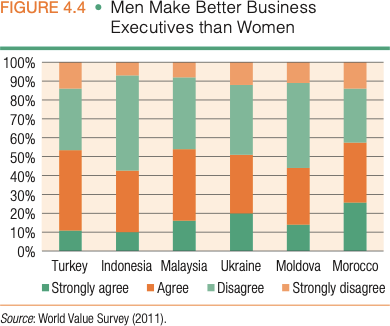 FIGURE 4.4 • Men Make Better Business
Executives than Women
100%
90%
80%
70%
60%
50%
40%
30%
20%
10%
0%
Turkey Indonesia Malaysia Ukraine Moldova Morocco
Strongly agree Agree Disagree Strongly disagree
Source: World Value Survey (2011).